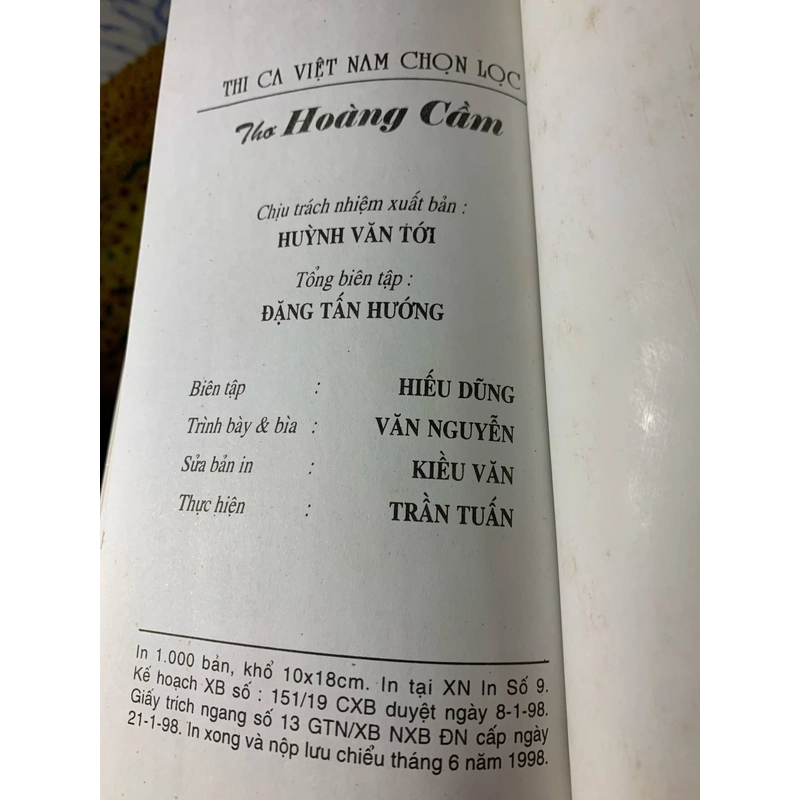 THI CA VIỆT NAM CHỌN LỌC
Thơ Hoàng Cầm
Chịu trách nhiệm xuất bản :
HUỲNH VĂN TỚI
Tổng biên tập :
ĐẶNG TẤN HƯỚNG
Biên tập : HIẾU DŨNG
Trình bày & bìa : VĂN NGUYỄN
Sửa bản in : KIỀU VĂN
Thực hiện : TRẦN TUẤN
In 1.000 bản, khổ 10x18cm. In tại XN In Số 9.
Kế hoạch XB số : 151/19 CXB duyệt ngày 8-1-98.
Giấy trích ngang số 13 GTN/XB NXB ĐN cấp ngày
21-1-98. In xong và nộp lưu chiểu tháng 6 năm 1998.